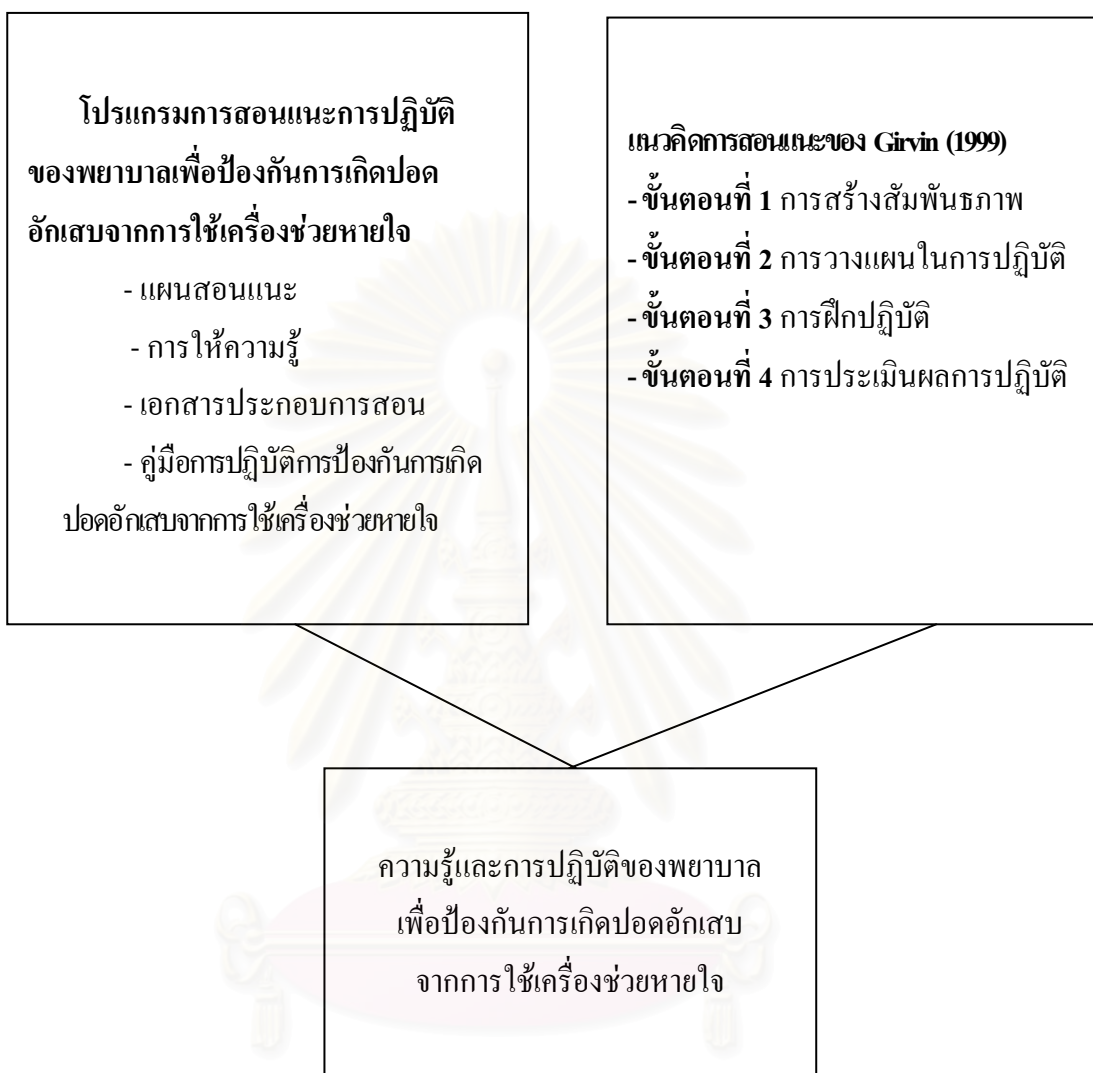 โปรแกรมการสอนแนะการปฏิบัติ
ของพยาบาลเพื่อป้องกันการเกิดปอด
อักเสบจากการใช้เครื่องช่วยหายใจ
- แผนสอนแนะ
- การให้ความรู้
- เอกสารประกอบการสอน
- คู่มือการปฏิบัติการป้องกันการเกิด
ปอดอักเสบจากการใช้เครื่องช่วยหายใจ
แนวคิดการสอนแนะของ Girvin (1999)
- ขั้นตอนที่ 1 การสร้างสัมพันธภาพ
- ขั้นตอนที่ 2 การวางแผนในการปฏิบัติ
- ขั้นตอนที่ 3 การฝึกปฏิบัติ
- ขั้นตอนที่ 4 การประเมินผลการปฏิบัติ
ความรู้และการปฏิบัติของพยาบาล
เพื่อป้องกันการเกิดปอดอักเสบ
จากการใช้เครื่องช่วยหายใจ